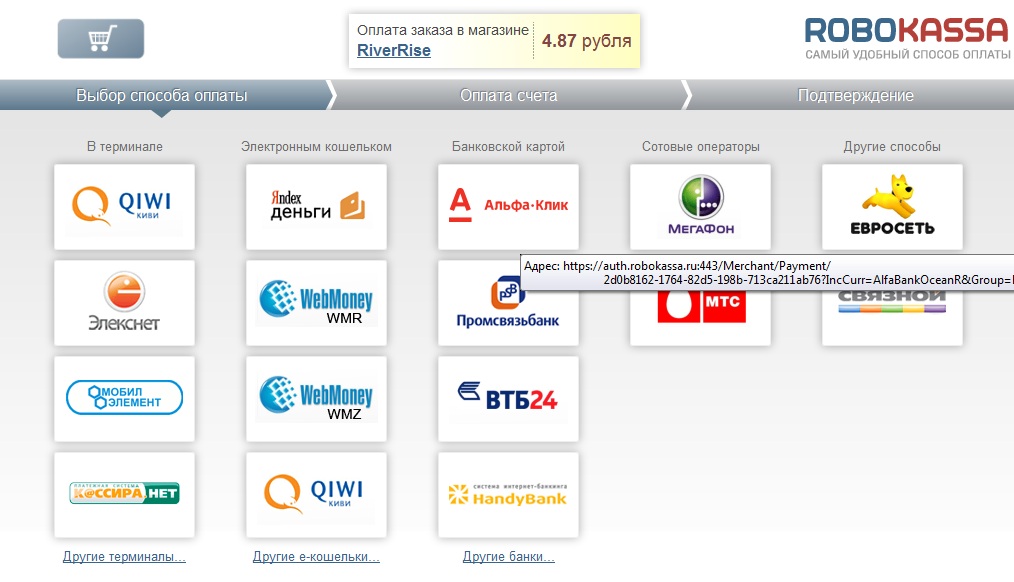 Оплата заказа в магазине
RiverRise
4.87 рубля
ROBOKASSA
САМЫЙ УДОБНЫЙ СПОСОБ ОПЛАТЫ
Выбор способа оплаты
Оплата счета
Подтверждение
В терминале
Электронным кошельком
Банковской картой
Сотовые операторы
Другие способы
QIWI
КИВИ
Яndex
деньги
Альфа·Клик
МЕГАФОН
ЕВРОСЕТЬ
Адрес: https://auth.robokassa.ru:443/Merchant/Payment/
2d0b8162-1764-82d5-198b-713ca211ab76?IncCurr=AlfaBankOceanR&Group=
Элекснет
WebMoney
WMR
PSB
Промсвязьбанк
МТС
СВЯЗНОЙ
МОБИЛ
ЭЛЕМЕНТ
WebMoney
WMZ
ВТБ24
ПЛАТЕЖНАЯ СИСТЕМА
К@ССИРА.НЕТ
QIWI
КИВИ
система интернет-банкинга
HandyBank
Другие терминалы...
Другие е-кошельки...
Другие банки...